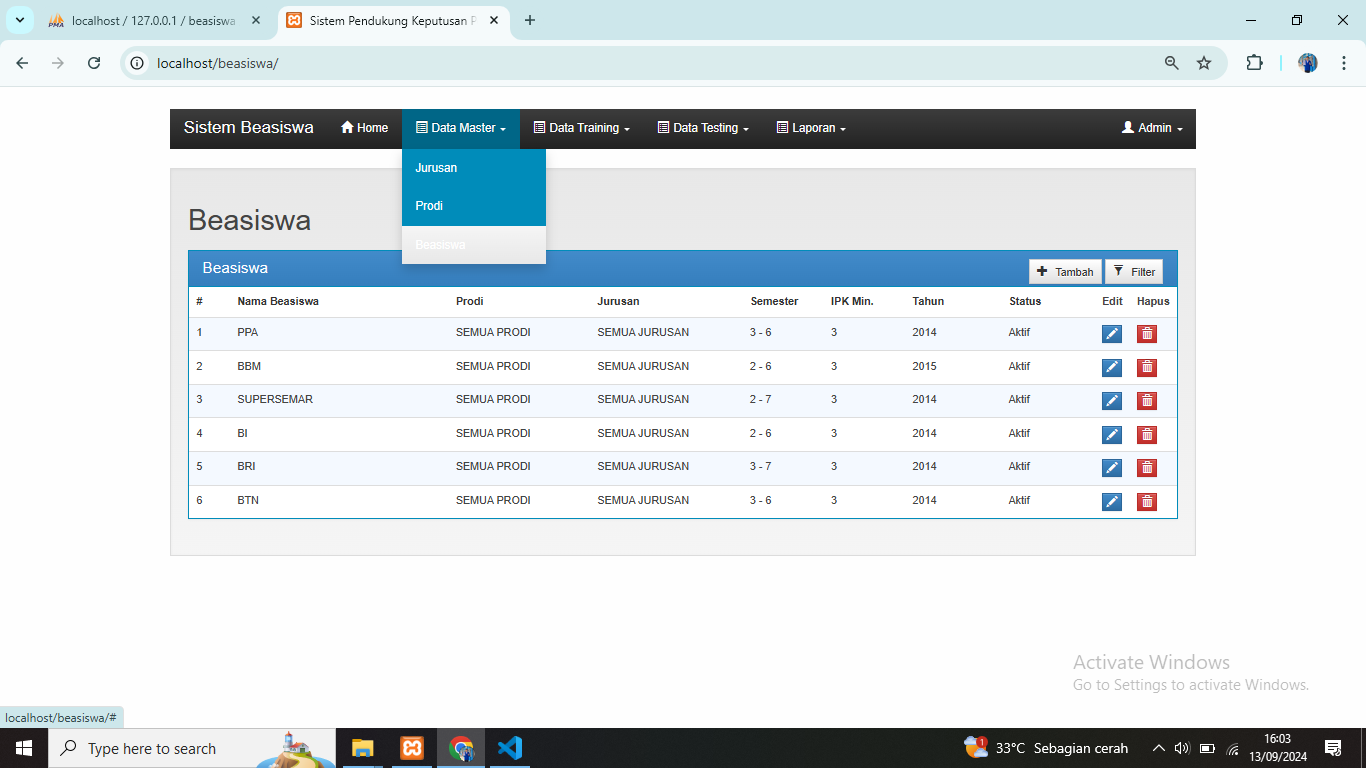 localhost / 127.0.0.1 / beasiswa
Sistem Pendukung Keputusan P
localhost/beasiswa/
Sistem Beasiswa Home Data Master Data Training Data Testing Laporan Admin
Jurusan
Prodi
Beasiswa
Beasiswa
Beasiswa
Tambah Filter
# Nama Beasiswa Prodi Jurusan Semester IPK Min. Tahun Status Edit Hapus
1 PPA SEMUA PRODI SEMUA JURUSAN 3 - 6 3 2014 Aktif
2 BBM SEMUA PRODI SEMUA JURUSAN 2 - 6 3 2015 Aktif
3 SUPERSEMAR SEMUA PRODI SEMUA JURUSAN 2 - 7 3 2014 Aktif
4 BI SEMUA PRODI SEMUA JURUSAN 2 - 6 3 2014 Aktif
5 BRI SEMUA PRODI SEMUA JURUSAN 3 - 7 3 2014 Aktif
6 BTN SEMUA PRODI SEMUA JURUSAN 3 - 6 3 2014 Aktif
Activate Windows
Go to Settings to activate Windows.
localhost/beasiswa/#
Type here to search
1
33°C Sebagian cerah
16:03
13/09/2024